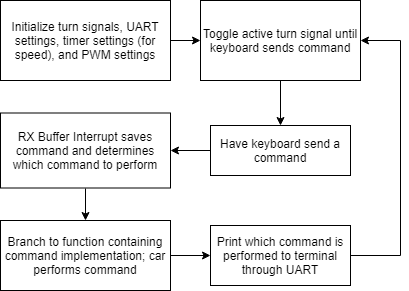 Initialize turn signals, UART
settings, timer settings (for
speed), and PWM settings
Toggle active turn signal until
keyboard sends command
Have keyboard send a
command
RX Buffer Interrupt saves
command and determines
which command to perform
Branch to function containing
command implementation; car
performs command
Print which command is
performed to terminal
through UART